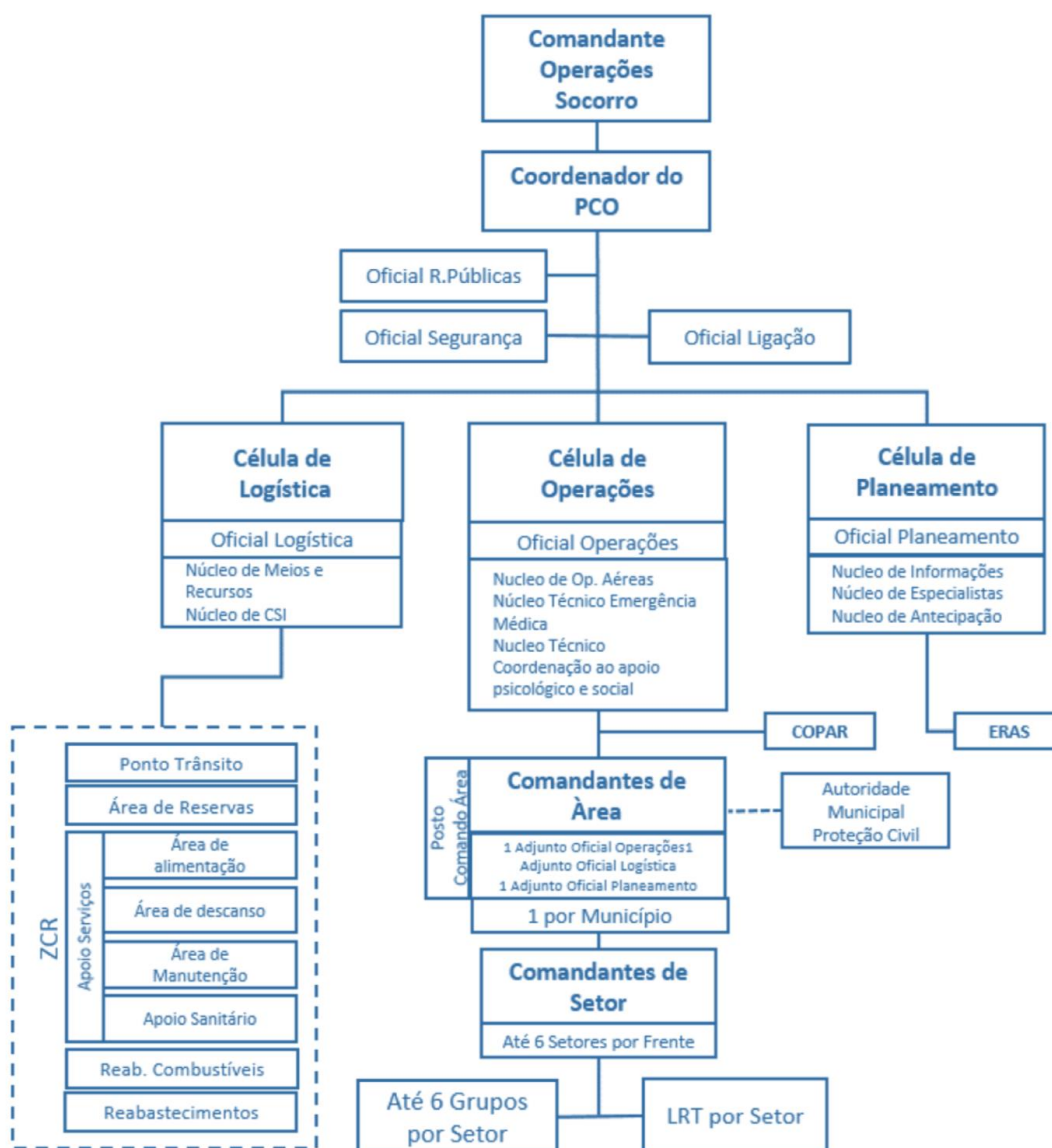 Comandante
Operações
Socorro
Coordenador do
PCO
Oficial R.Públicas
Oficial Segurança
Oficial Ligação
Célula de
Logística
Oficial Logística
Núcleo de Meios e
Recursos
Núcleo de CSI
Célula de
Operações
Oficial Operações
Nucleo de Op. Aéreas
Núcleo Técnico Emergência
Médica
Nucleo Técnico
Coordenação ao apoio
psicológico e social
Célula de
Planeamento
Oficial Planeamento
Nucleo de Informações
Núcleo de Especialistas
Nucleo de Antecipação
COPAR
ERAS
ZCR
Ponto Trânsito
Área de Reservas
Apoio Serviços
Área de
alimentação
Área de descanso
Área de
Manutenção
Apoio Sanitário
Reab. Combustíveis
Reabastecimentos
Posto
Comando Área
Comandantes de
Àrea
1 Adjunto Oficial Operações1
Adjunto Oficial Logística
1 Adjunto Oficial Planeamento
1 por Município
Autoridade
Municipal
Proteção Civil
Comandantes de
Setor
Até 6 Setores por Frente
Até 6 Grupos
por Setor
LRT por Setor